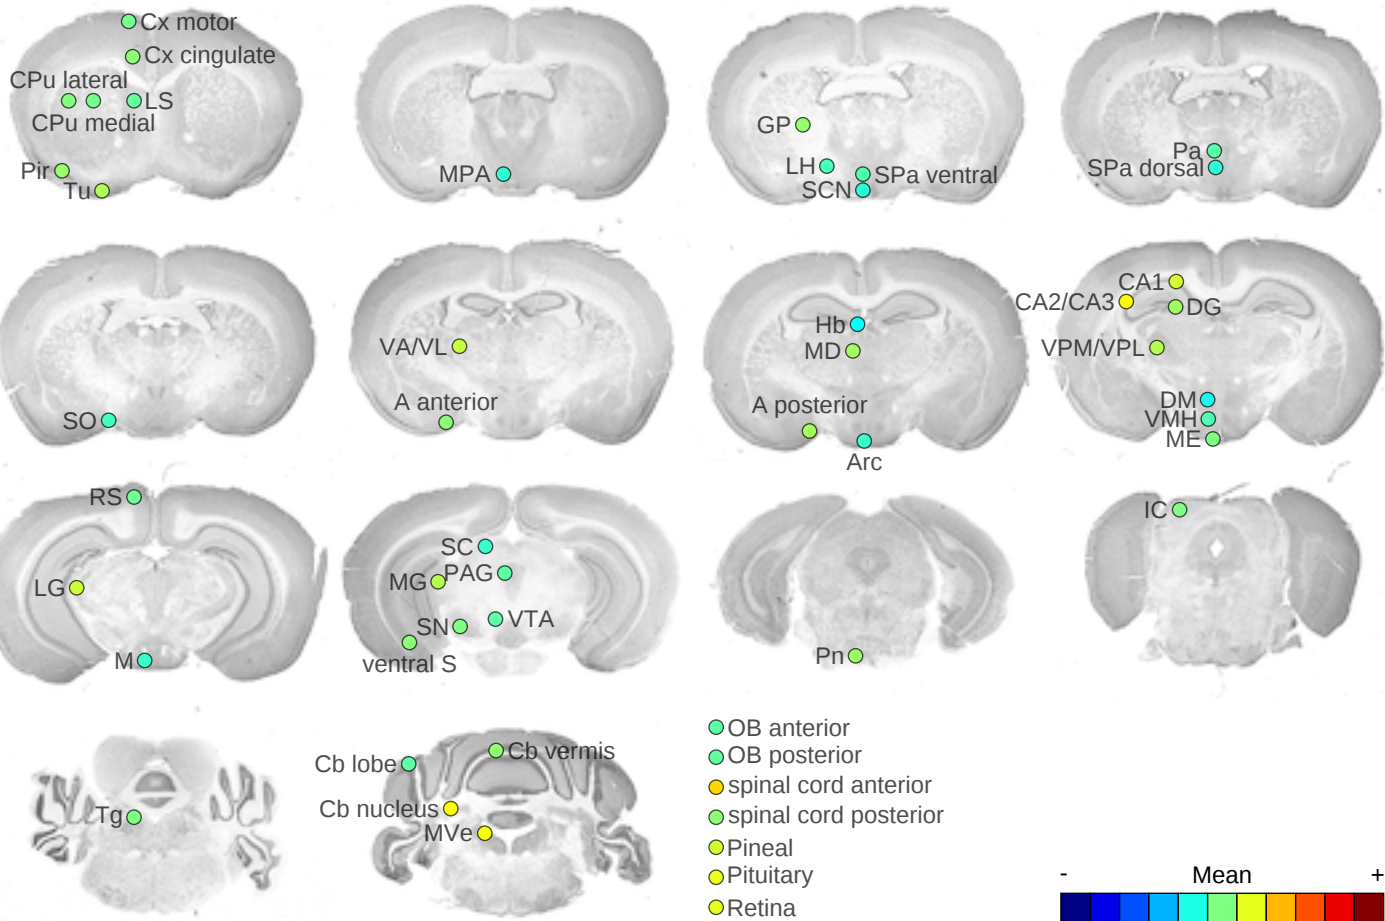 Cx motor
Cx cingulate
CPu lateral
LS
CPu medial
Pir
Tu
MPA
GP
LH
SPa ventral
SCN
Pa
SPa dorsal
SO
VA/VL
A anterior
Hb
MD
A posterior
Arc
CA1
CA2/CA3
DG
VPM/VPL
DM
VMH
ME
RS
LG
M
SC
PAG
MG
VTA
SN
ventral S
Pn
IC
Tg
Cb vermis
Cb lobe
Cb nucleus
MVe
OB anterior
OB posterior
spinal cord anterior
spinal cord posterior
Pineal
Pituitary
Retina
- Mean +